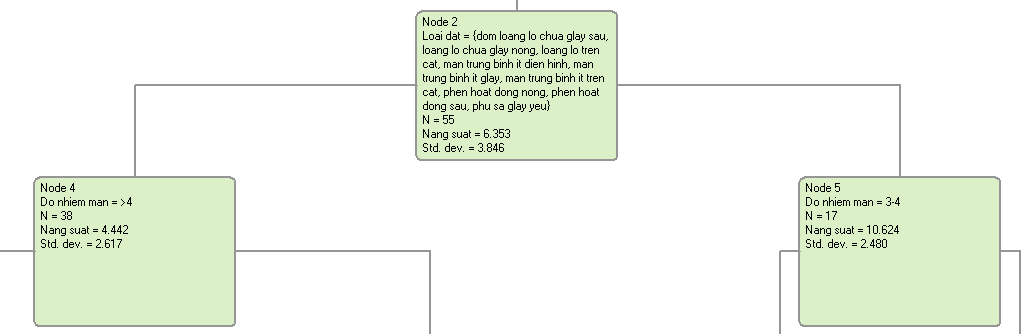 Node 2
Loai dat = {dom loang lo chua glay sau,
loang lo chua glay nong, loang lo tren
cat, man trung binh it dien hinh, man
trung binh it glay, man trung binh it tren
cat, phen hoat dong nong, phen hoat
dong sau, phu sa glay yeu}
N = 55
Nang suat = 6.353
Std. dev. = 3.846
Node 4
Do nhiem man = >4
N = 38
Nang suat = 4.442
Std. dev. = 2.617
Node 5
Do nhiem man = 3-4
N = 17
Nang suat = 10.624
Std. dev. = 2.480